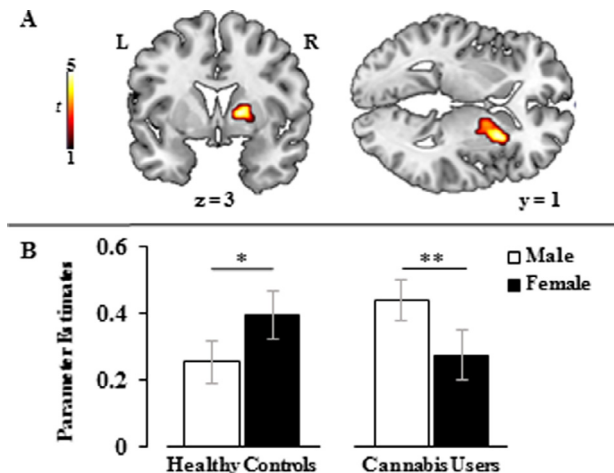 A
L
R
5
t
1
z = 3
y = 1
B
Parameter Estimates
0.6
0.4
0.2
0
*
**
Male
Female
Healthy Controls
Cannabis Users